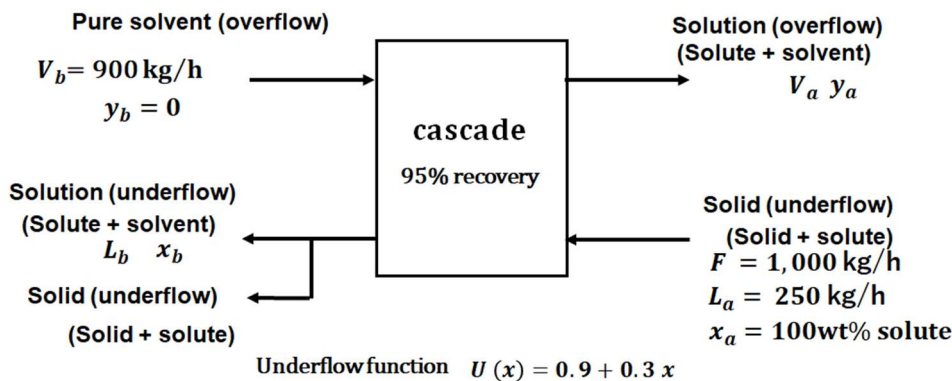 Pure solvent (overflow)
V_b = 900 kg/h
y_b = 0
Solution (overflow)
(Solute + solvent)
V_a y_a
cascade
95% recovery
Solution (underflow)
(Solute + solvent)
L_b x_b
Solid (underflow)
(Solid + solute)
Solid (underflow)
(Solid + solute)
F = 1,000 kg/h
L_a = 250 kg/h
x_a = 100wt% solute
Underflow function U (x) = 0.9 + 0.3 x